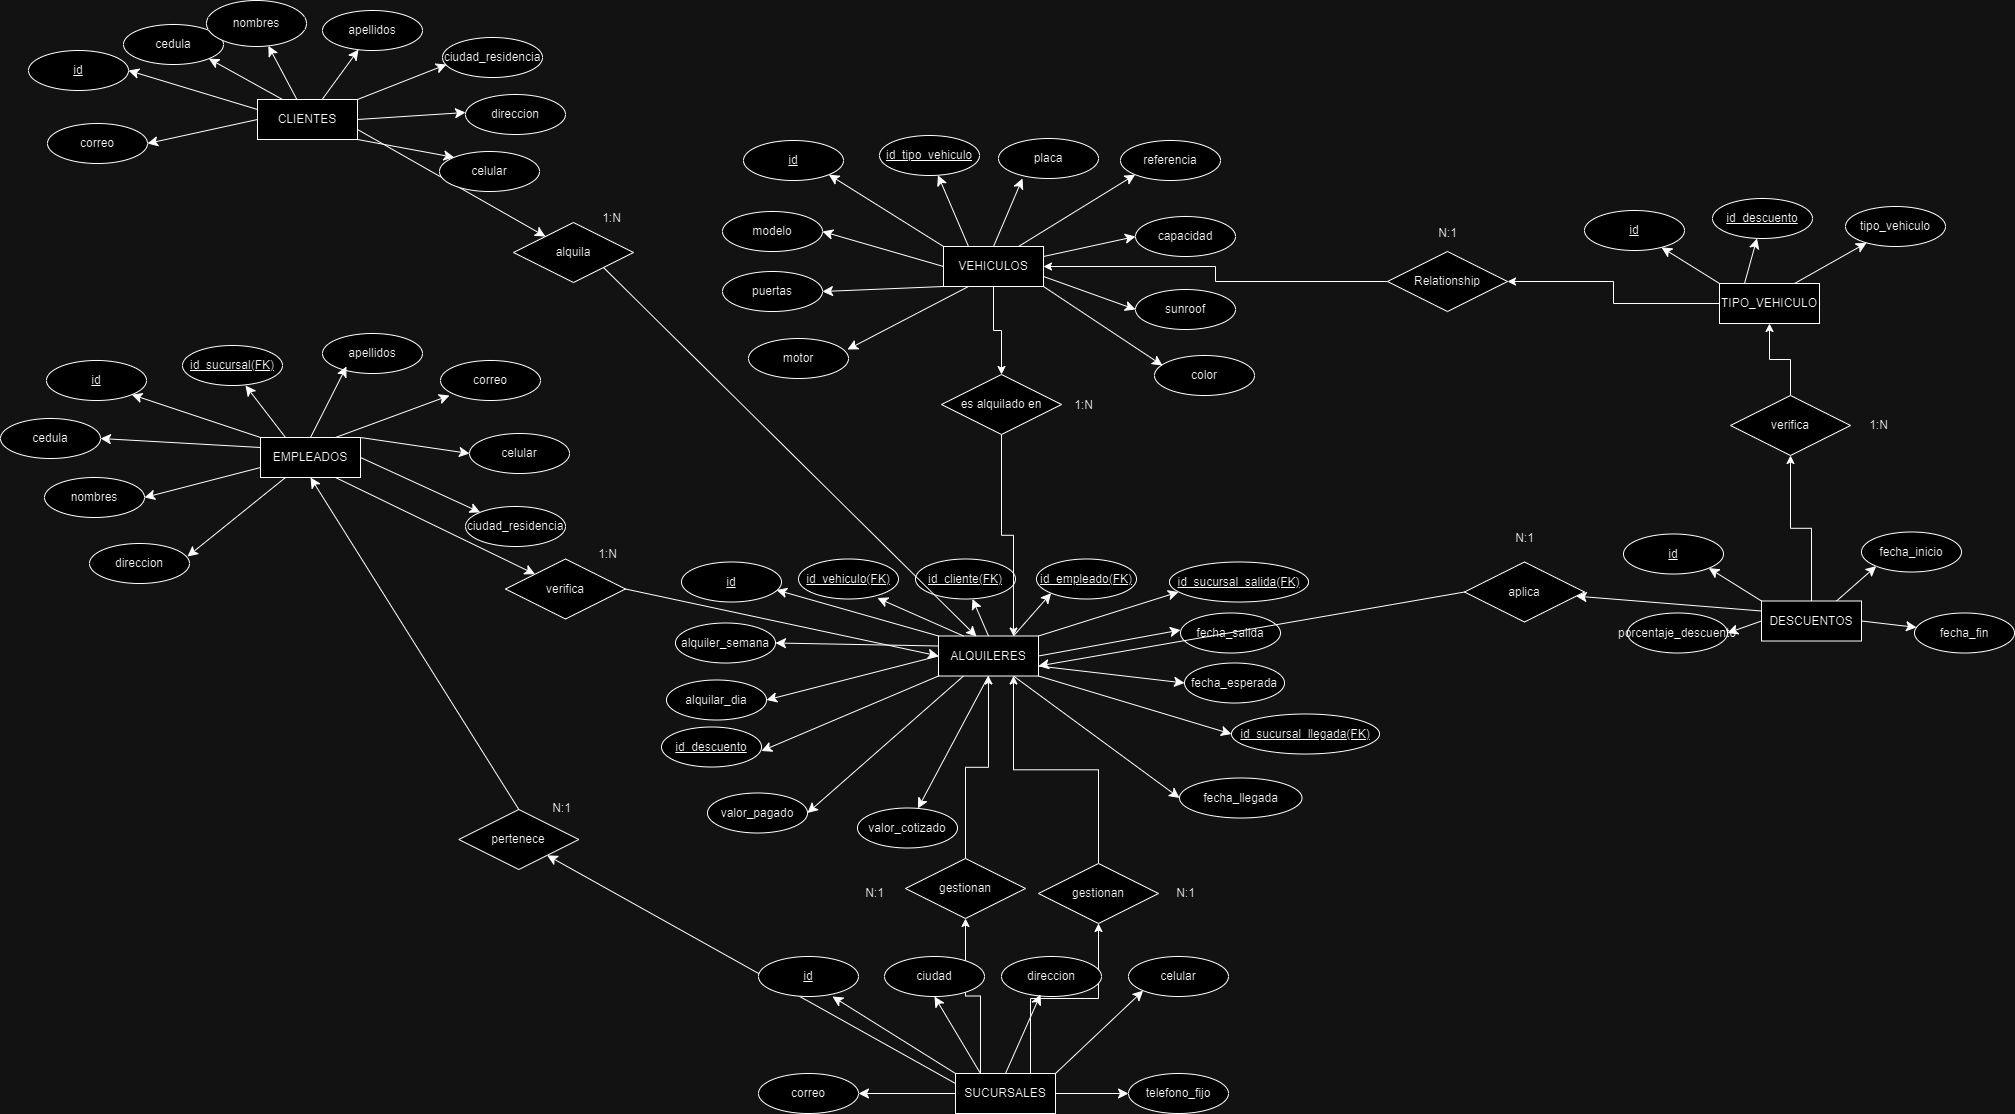 nombres
apellidos
cedula
ciudad_residencia
id
direccion
CLIENTES
correo
celular
1:N
alquila
id
id_tipo_vehiculo
placa
referencia
modelo
capacidad
VEHICULOS
puertas
sunroof
motor
color
N:1
Relationship
id
id_descuento
tipo_vehiculo
TIPO_VEHICULO
es alquilado en
1:N
verifica
1:N
id
id_sucursal(FK)
apellidos
correo
cedula
EMPLEADOS
celular
nombres
ciudad_residencia
direccion
1:N
verifica
id
id_vehiculo(FK)
id_cliente(FK)
id_empleado(FK)
id_sucursal_salida(FK)
alquiler_semana
fecha_salida
ALQUILERES
fecha_esperada
alquilar_dia
id_descuento
id_sucursal_llegada(FK)
valor_pagado
valor_cotizado
fecha_llegada
N:1
aplica
id
fecha_inicio
DESCUENTOS
porcentaje_descuento
fecha_fin
N:1
pertenece
N:1
gestionan
gestionan
N:1
id
ciudad
direccion
celular
correo
SUCURSALES
telefono_fijo